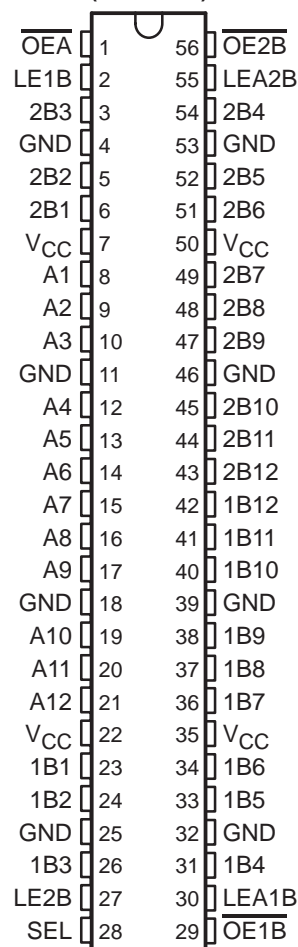 O̅E̅A̅ 1 56 O̅E̅2̅B̅
LE1B 2 55 LEA2B
2B3 3 54 2B4
GND 4 53 GND
2B2 5 52 2B5
2B1 6 51 2B6
VCC 7 50 VCC
A1 8 49 2B7
A2 9 48 2B8
A3 10 47 2B9
GND 11 46 GND
A4 12 45 2B10
A5 13 44 2B11
A6 14 43 2B12
A7 15 42 1B12
A8 16 41 1B11
A9 17 40 1B10
GND 18 39 GND
A10 19 38 1B9
A11 20 37 1B8
A12 21 36 1B7
VCC 22 35 VCC
1B1 23 34 1B6
1B2 24 33 1B5
GND 25 32 GND
1B3 26 31 1B4
LE2B 27 30 LEA1B
SEL 28 29 O̅E̅1̅B̅